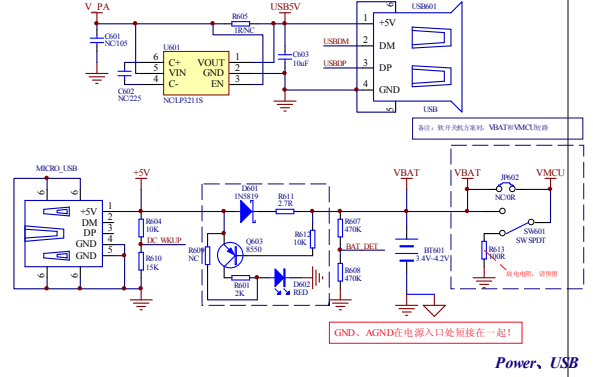 V_PA
R605
1R/NC
USB5V
USB601
C601
NC/105
U601
C+
VIN
C-
VOUT
GND
EN
6
5
4
1
2
3
NC/LP3211S
C602
NC/225
C603
10uF
USBDM
USBDP
1
2
3
4
+5V
DM
DP
GND
USB
备注：软开关机方案时，VBAT和VMCU短路
MICRO_USB
+5V
DM
DP
GND
GND
1
2
3
4
5
6
6
6
6
+5V
R604
10K
DC_WKUP
R610
15K
D601
1N5819
R611
2.7R
R609
NC
Q603
8550
R612
10K
R601
2K
D602
RED
VBAT
R607
470K
BAT_DET
R608
470K
BT601
3.4V-4.2V
VBAT
JP602
NC/0R
VMCU
SW601
SW SPDT
R613
100R
放电电阻，请预留
GND、AGND在电源入口处短接在一起！
Power、USB